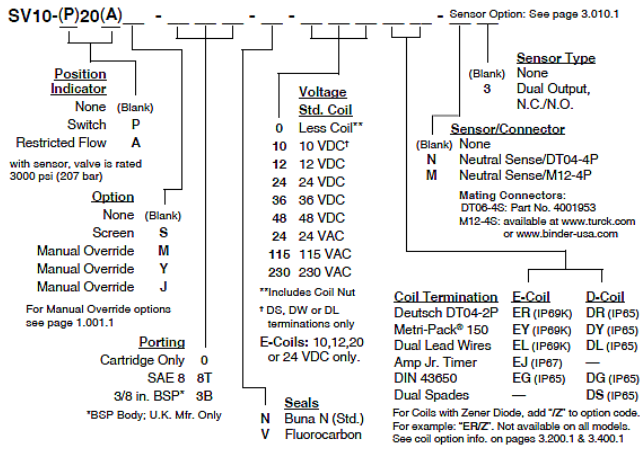 SV10-(P)20(A)__ - ____ - __ - ____ ____ - __ __ Sensor Option: See page 3.010.1
Position
Indicator
None (Blank)
Switch P
Restricted Flow A
with sensor, valve is rated
3000 psi (207 bar)
Option
None (Blank)
Screen S
Manual Override M
Manual Override Y
Manual Override J
For Manual Override options
see page 1.001.1
Porting
Cartridge Only 0
SAE 8 8T
3/8 in. BSP* 3B
*BSP Body; U.K. Mfr. Only
Seals
N Buna N (Std.)
V Fluorocarbon
Voltage
Std. Coil
0 Less Coil**
10 10 VDC†
12 12 VDC
24 24 VDC
36 36 VDC
48 48 VDC
24 24 VAC
115 115 VAC
230 230 VAC
**Includes Coil Nut
† DS, DW or DL
terminations only
E-Coils: 10,12,20
or 24 VDC only.
Sensor Type
(Blank) None
3 Dual Output,
N.C./N.O.
Sensor/Connector
(Blank) None
N Neutral Sense/DT04-4P
M Neutral Sense/M12-4P
Mating Connectors:
DT06-4S: Part No. 4001953
M12-4S: available at www.turck.com
or www.binder-usa.com
Coil Termination E-Coil D-Coil
Deutsch DT04-2P ER (IP69K) DR (IP65)
Metri-Pack® 150 EY (IP69K) DY (IP65)
Dual Lead Wires EL (IP69K) DL (IP65)
Amp Jr. Timer EJ (IP67) —
DIN 43650 EG (IP65) DG (IP65)
Dual Spades — DS (IP65)
For Coils with Zener Diode, add "/Z" to option code.
For example: "ER/Z". Not available on all models.
See coil option info. on pages 3.200.1 & 3.400.1